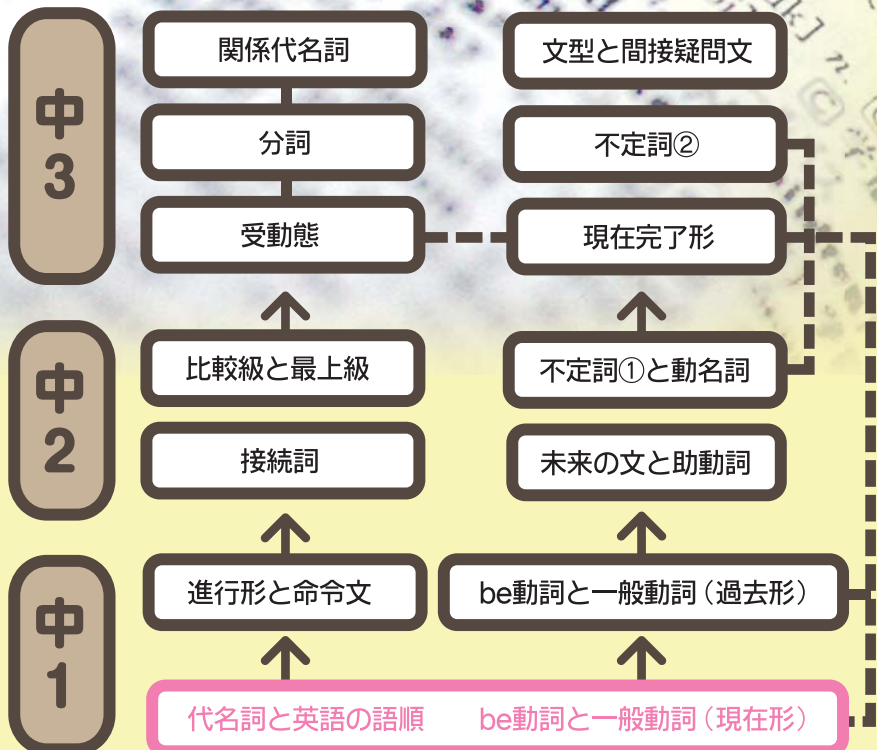 中3
関係代名詞
文型と間接疑問文
分詞
不定詞②
受動態
現在完了形
中2
比較級と最上級
不定詞①と動名詞
接続詞
未来の文と助動詞
中1
進行形と命令文
be動詞と一般動詞（過去形）
代名詞と英語の語順
be動詞と一般動詞（現在形）